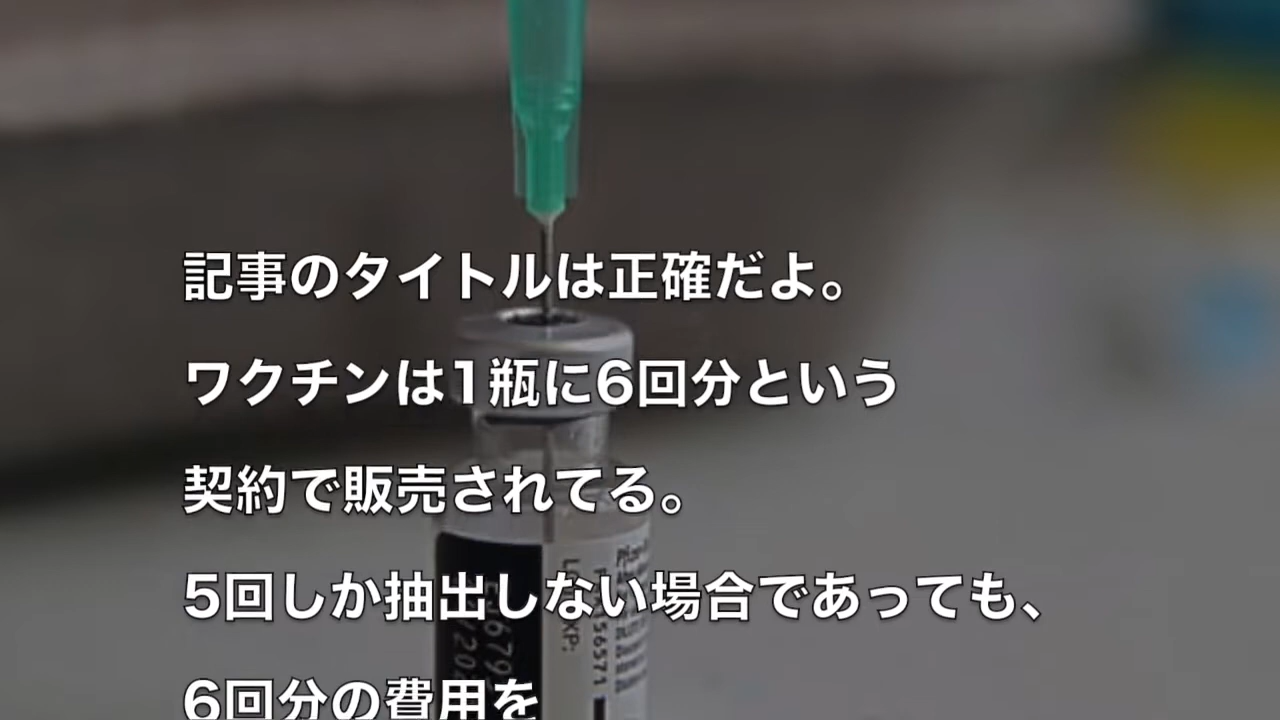 記事のタイトルは正確だよ。
ワクチンは1瓶に6回分という
契約で販売されてる。
5回しか抽出しない場合であっても、
6回分の費用を